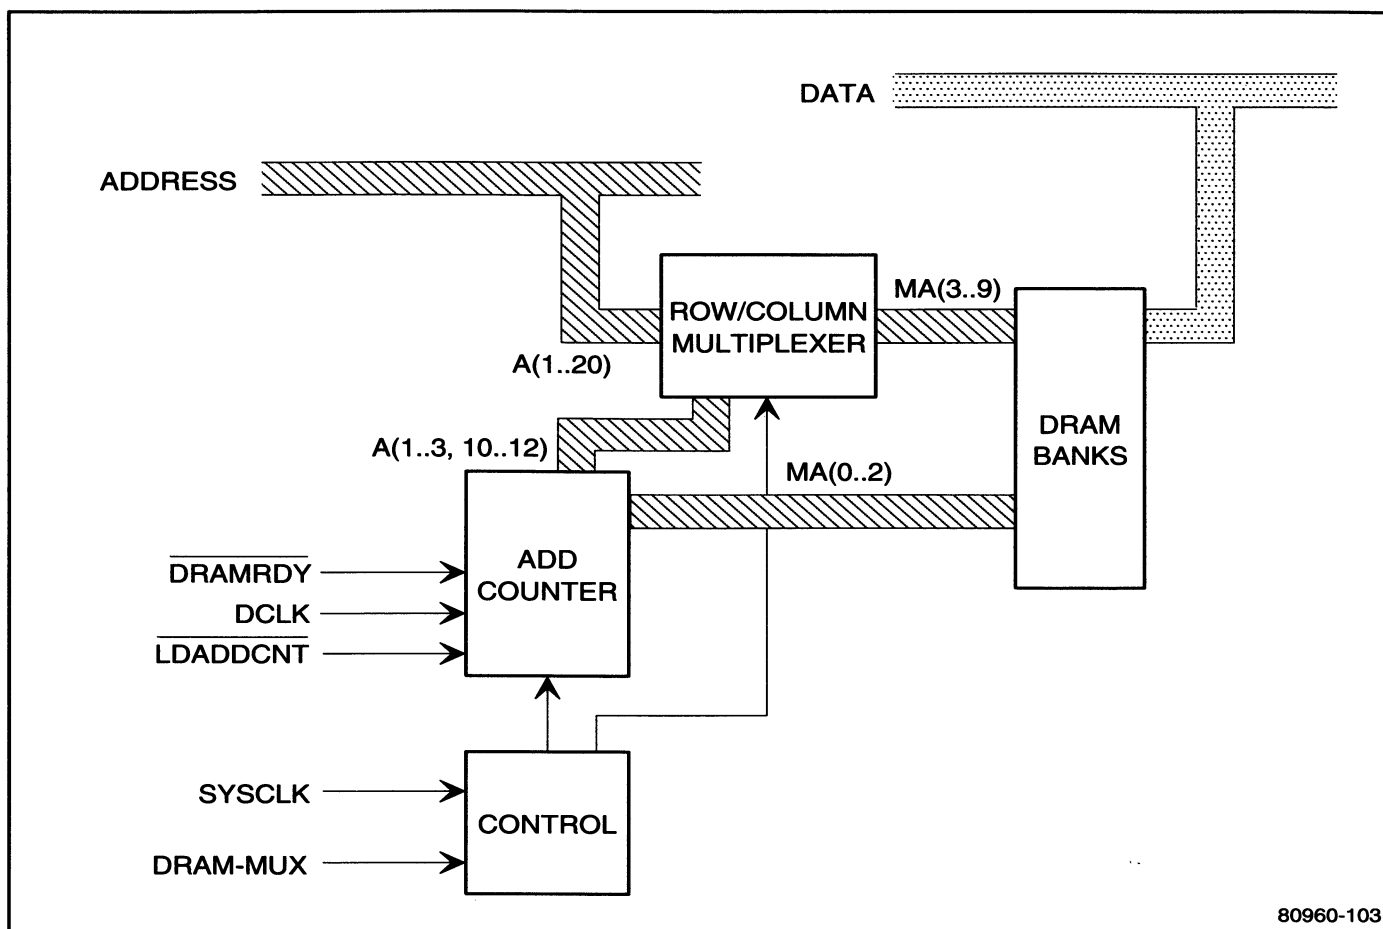 DATA
ADDRESS
ROW/COLUMN
MULTIPLEXER
MA(3..9)
A(1..20)
DRAM
BANKS
A(1..3, 10..12)
MA(0..2)
ADD
COUNTER
DRAMRDY
DCLK
LDADDCNT
SYSCLK
CONTROL
DRAM-MUX
80960-103